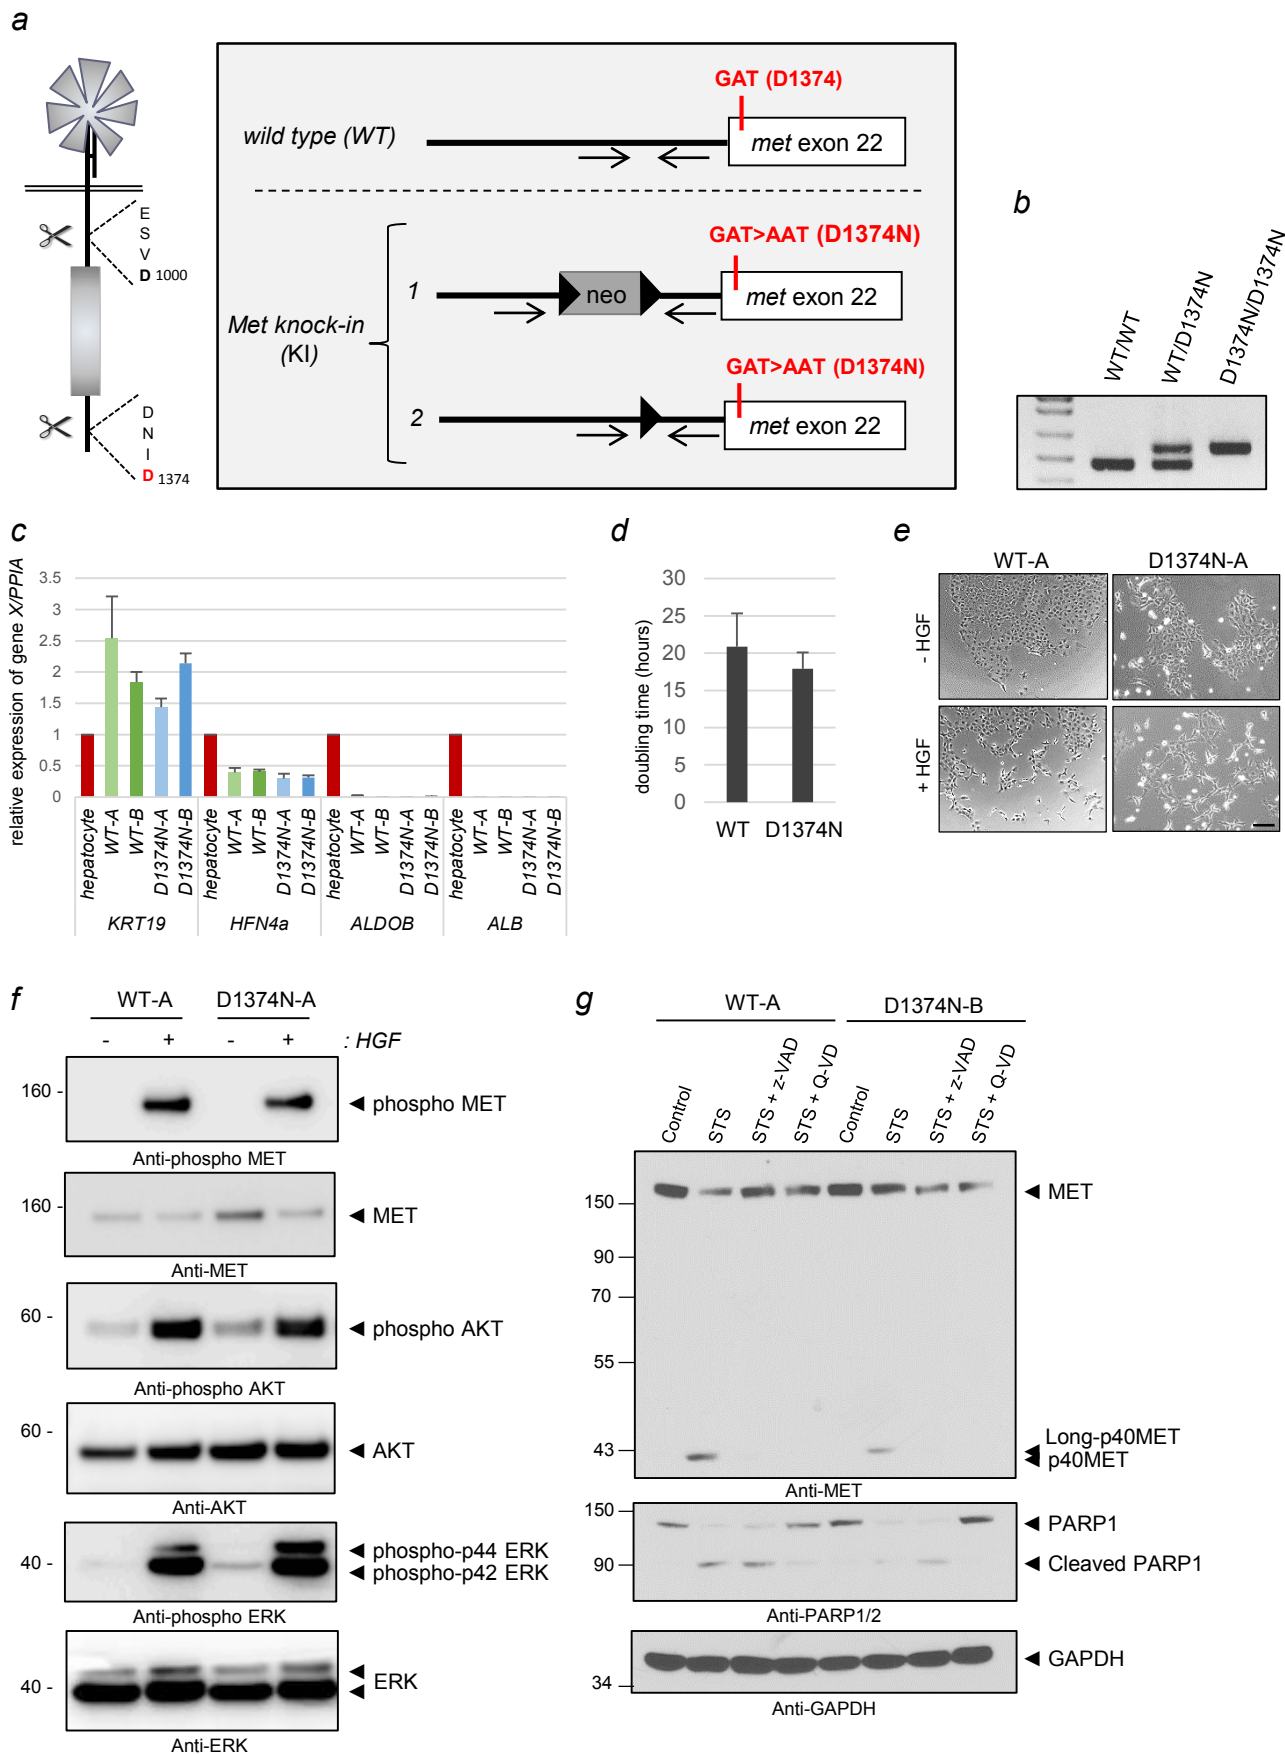 a
GAT (D1374)
wild type (WT)
met exon 22
E
S
V
D 1000
GAT>AAT (D1374N)
1
neo
met exon 22
Met knock-in
(KI)
GAT>AAT (D1374N)
2
met exon 22
D
N
I
D 1374
b
WT/WT
WT/D1374N
D1374N/D1374N
c
relative expression of gene X/PPIA
3.5
3
2.5
2
1.5
1
0.5
0
hepatocyte
WT-A
WT-B
D1374N-A
D1374N-B
hepatocyte
WT-A
WT-B
D1374N-A
D1374N-B
hepatocyte
WT-A
WT-B
D1374N-A
D1374N-B
hepatocyte
WT-A
WT-B
D1374N-A
D1374N-B
KRT19 HFN4a ALDOB ALB
d
doubling time (hours)
30
25
20
15
10
5
0
WT D1374N
e
WT-A D1374N-A
- HGF
+ HGF
f
WT-A D1374N-A
- + - + : HGF
160 - phospho MET
Anti-phospho MET
160 - MET
Anti-MET
60 - phospho AKT
Anti-phospho AKT
60 -
AKT
Anti-AKT
phospho-p44 ERK
40 - phospho-p42 ERK
Anti-phospho ERK
ERK
40 -
Anti-ERK
g
WT-A D1374N-B
Control
STS
STS + z-VAD
STS + Q-VD
Control
STS
STS + z-VAD
STS + Q-VD
MET
150
90
70
55
Long-p40MET
43
p40MET
Anti-MET
150
PARP1
90 Cleaved PARP1
Anti-PARP1/2
GAPDH
34
Anti-GAPDH